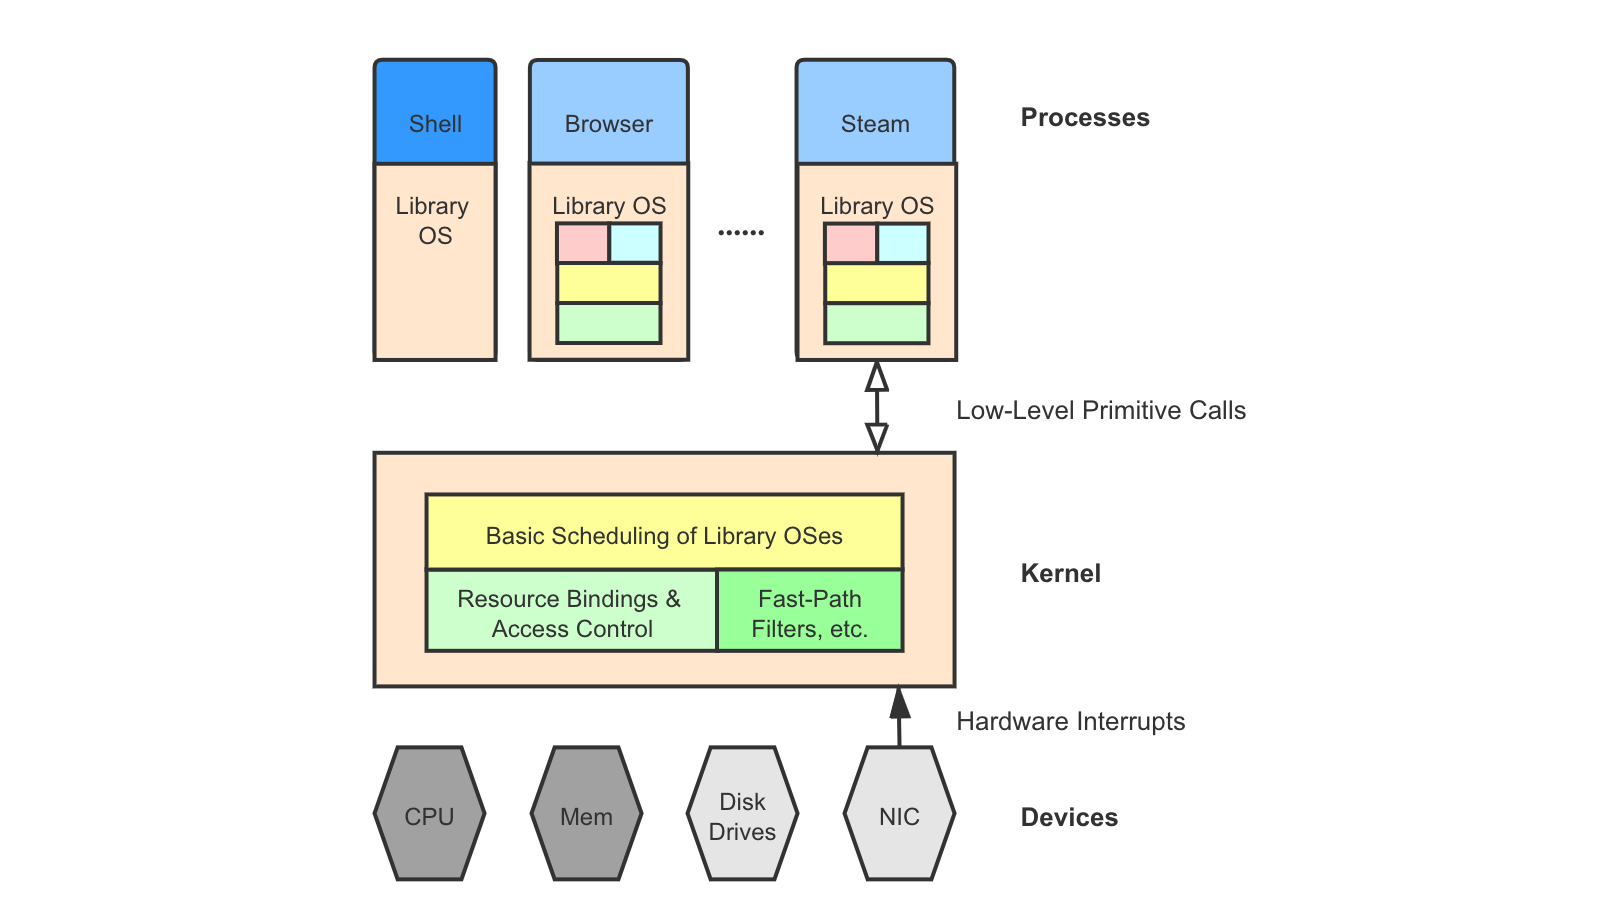 Shell
Browser
Steam
Processes
Library
OS
Library OS
......
Library OS
Low-Level Primitive Calls
Basic Scheduling of Library OSes
Resource Bindings &
Access Control
Fast-Path
Filters, etc.
Kernel
Hardware Interrupts
CPU
Mem
Disk
Drives
NIC
Devices